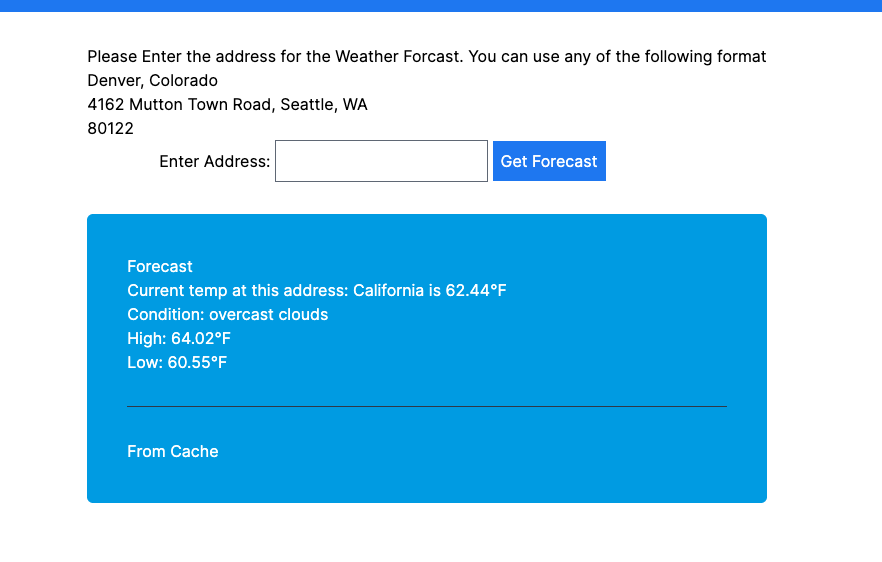 Please Enter the address for the Weather Forcast. You can use any of the following format
Denver, Colorado
4162 Mutton Town Road, Seattle, WA
80122
Enter Address: Get Forecast
Forecast
Current temp at this address: California is 62.44°F
Condition: overcast clouds
High: 64.02°F
Low: 60.55°F
From Cache